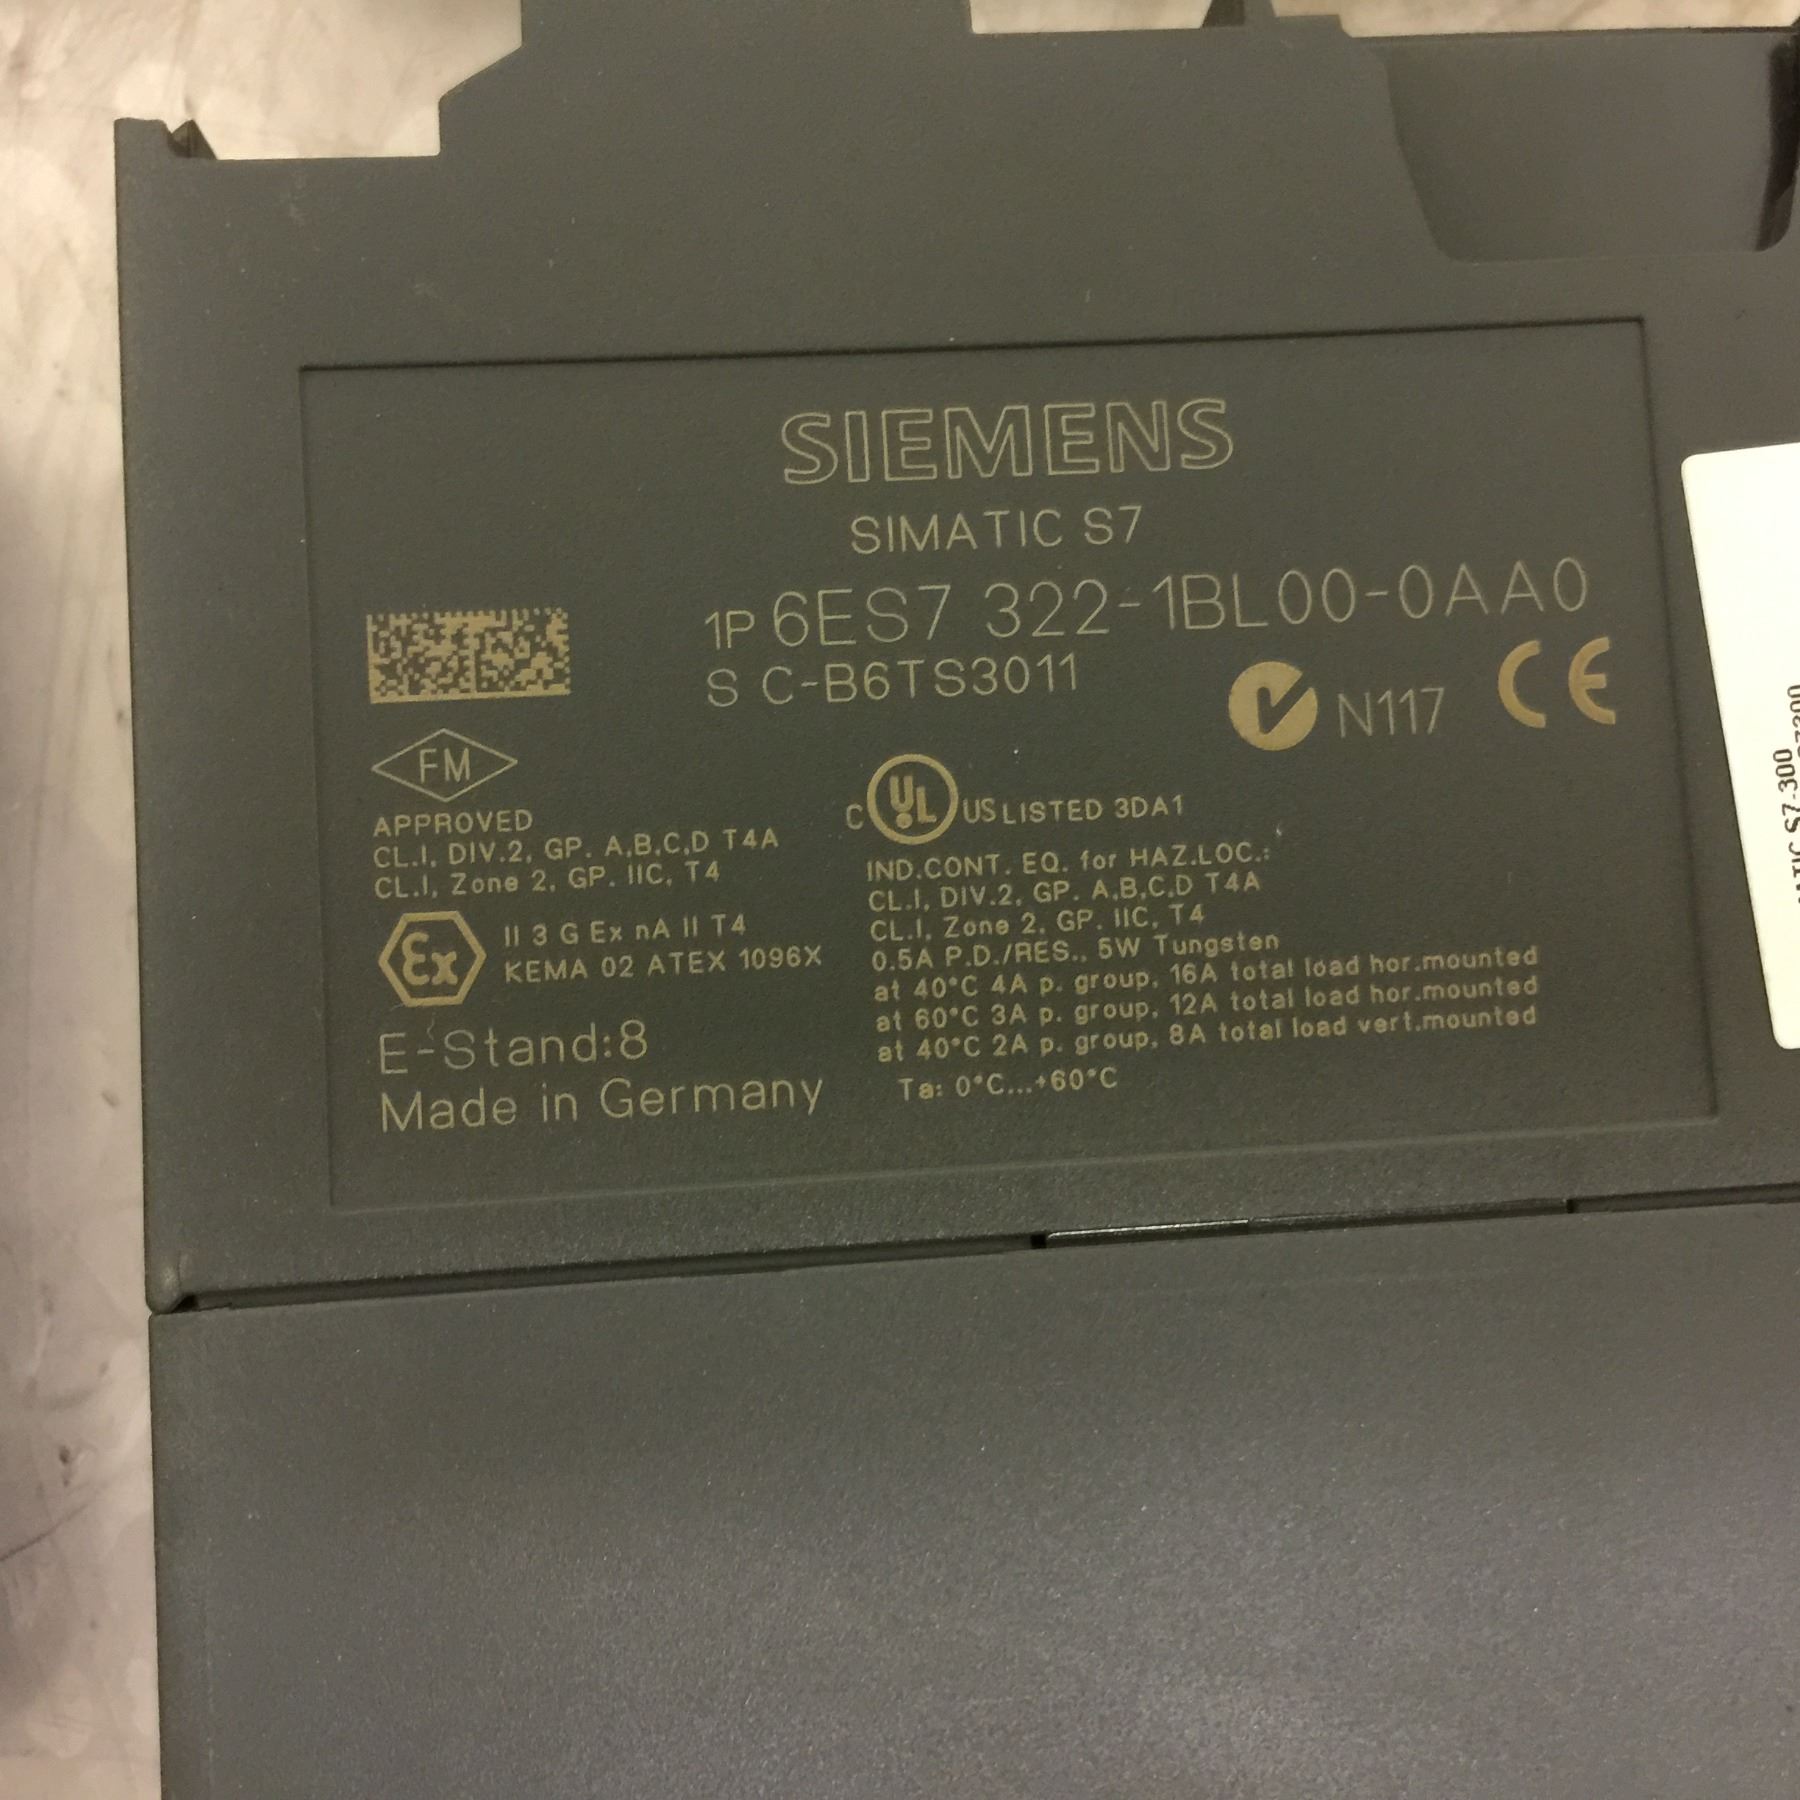 SIEMENS
SIMATIC S7
1P 6ES7 322-1BL00-0AA0
S C-B6TS3011
N117 CE
FM
APPROVED
CL.I, DIV.2, GP. A,B,C,D T4A
CL.I, Zone 2, GP. IIC, T4
C UL US LISTED 3DA1
IND.CONT. EQ. for HAZ.LOC.:
CL.I, DIV.2, GP. A,B,C,D T4A
CL.I, Zone 2, GP. IIC, T4
0.5A P.D./RES., 5W Tungsten
at 40°C 4A p. group, 16A total load hor.mounted
at 60°C 3A p. group, 12A total load hor.mounted
at 40°C 2A p. group, 8A total load vert.mounted
Ta: 0°C...+60°C
Ex
II 3 G Ex nA II T4
KEMA 02 ATEX 1096X
E-Stand:8
Made in Germany
S7-300